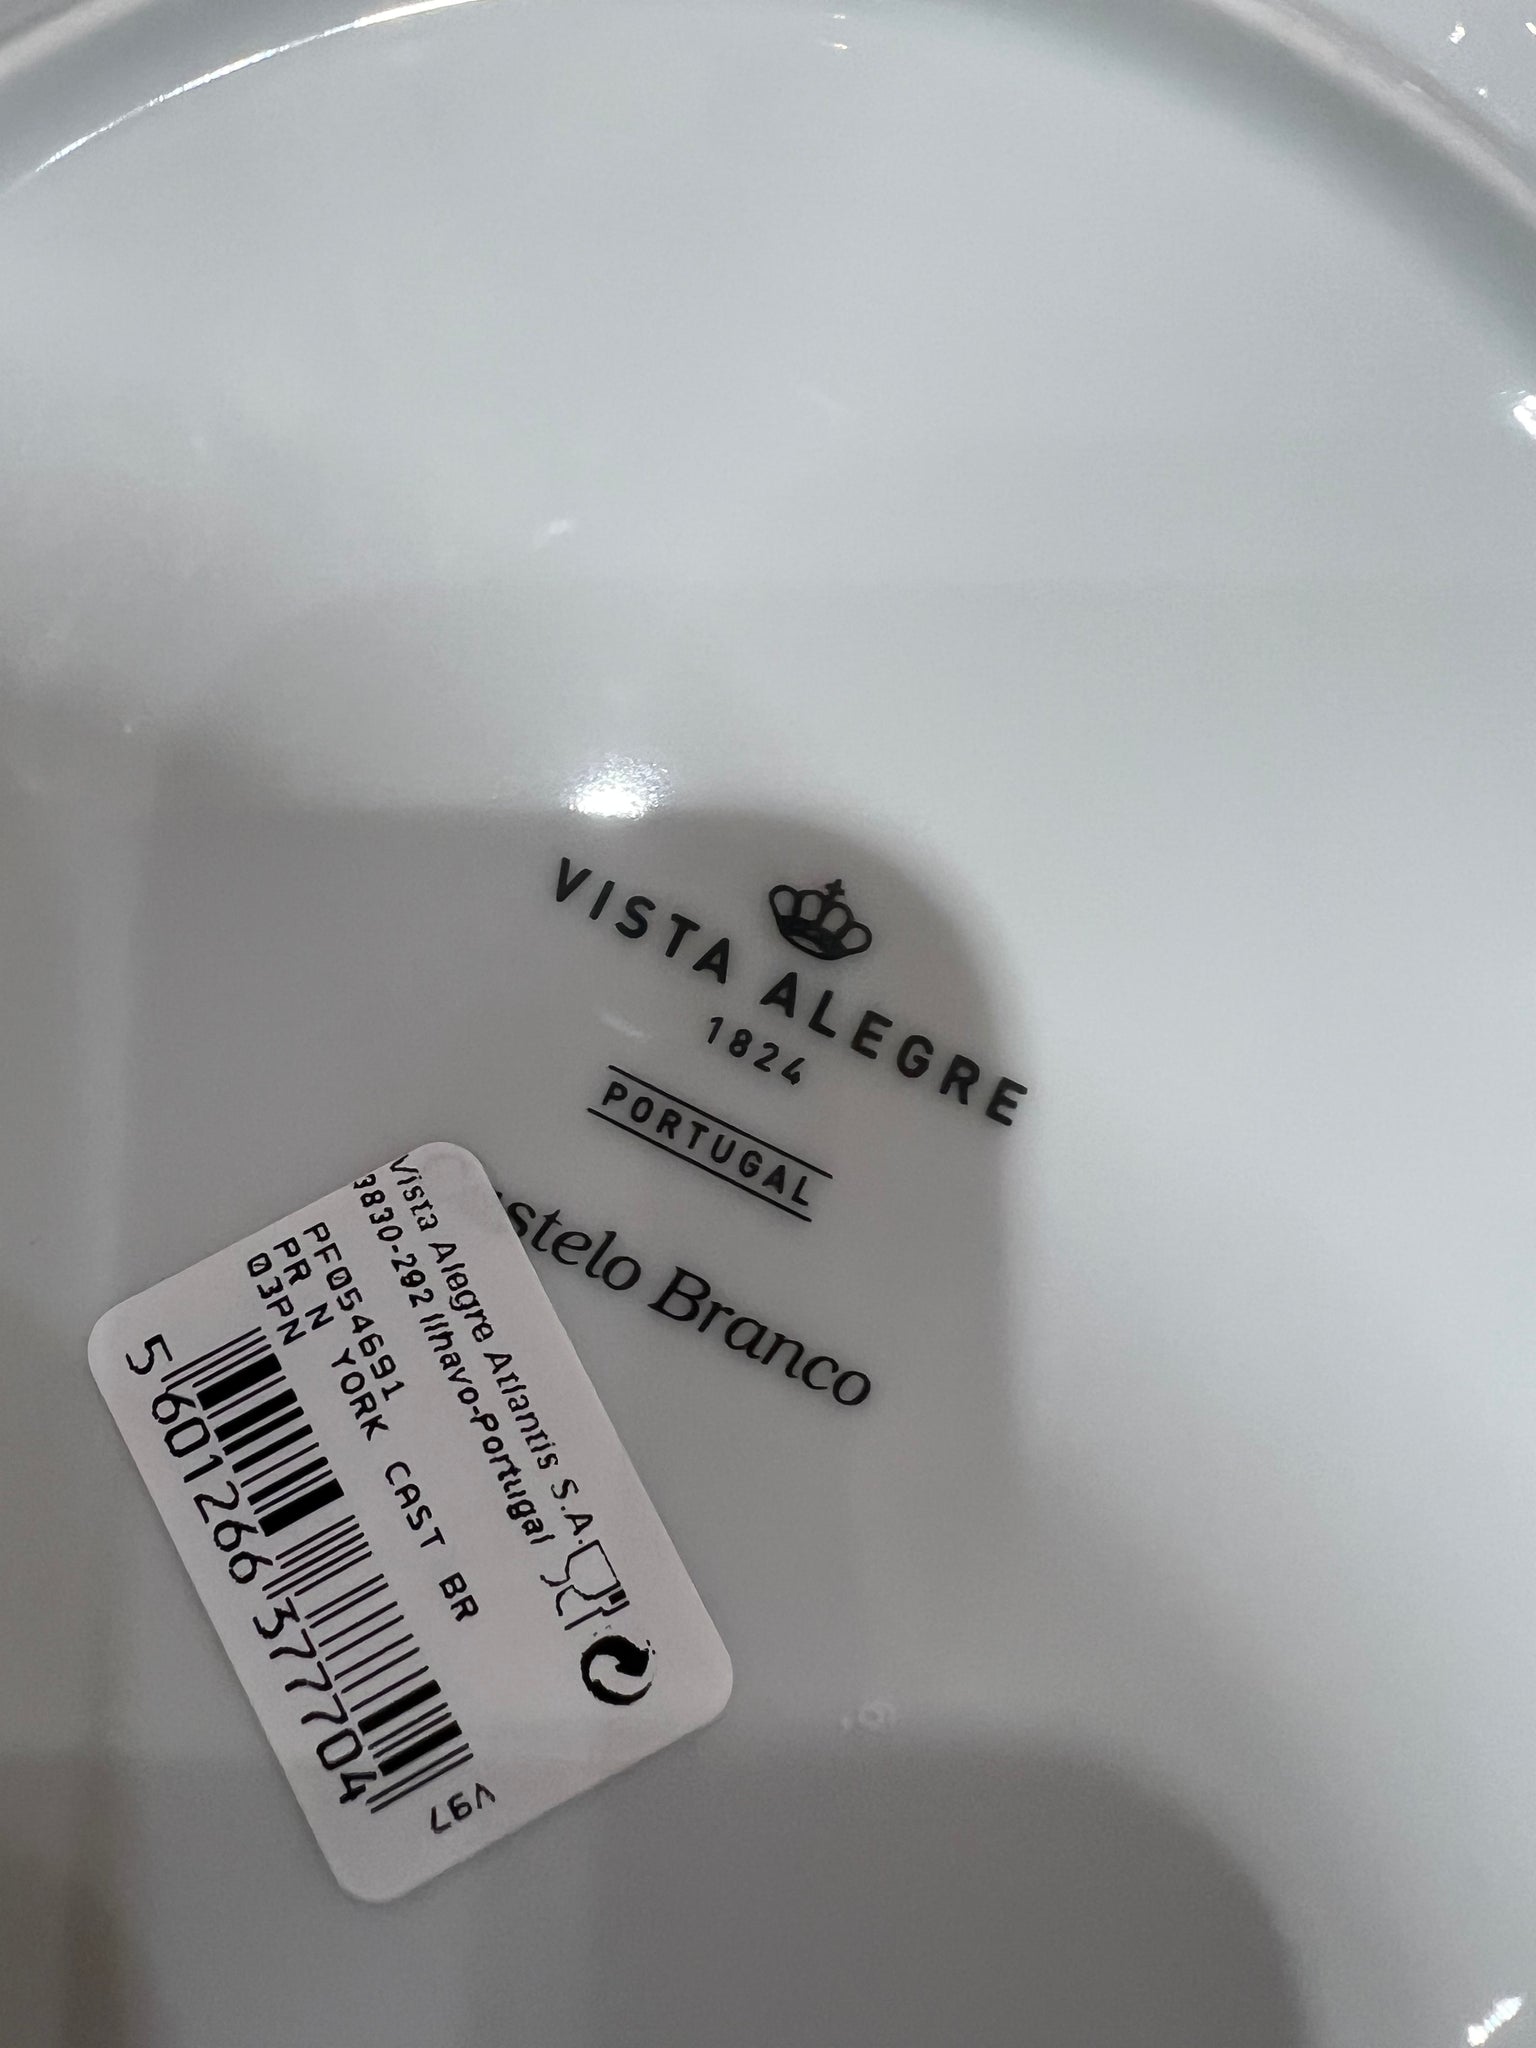 VISTA ALEGRE
1824
PORTUGAL
stelo Branco
Vista Alegre Atlantis S.A.
3830-292 Ílhavo-Portugal
PF054691
PR N YORK CAST BR
03PN
5 601266 377704
V97